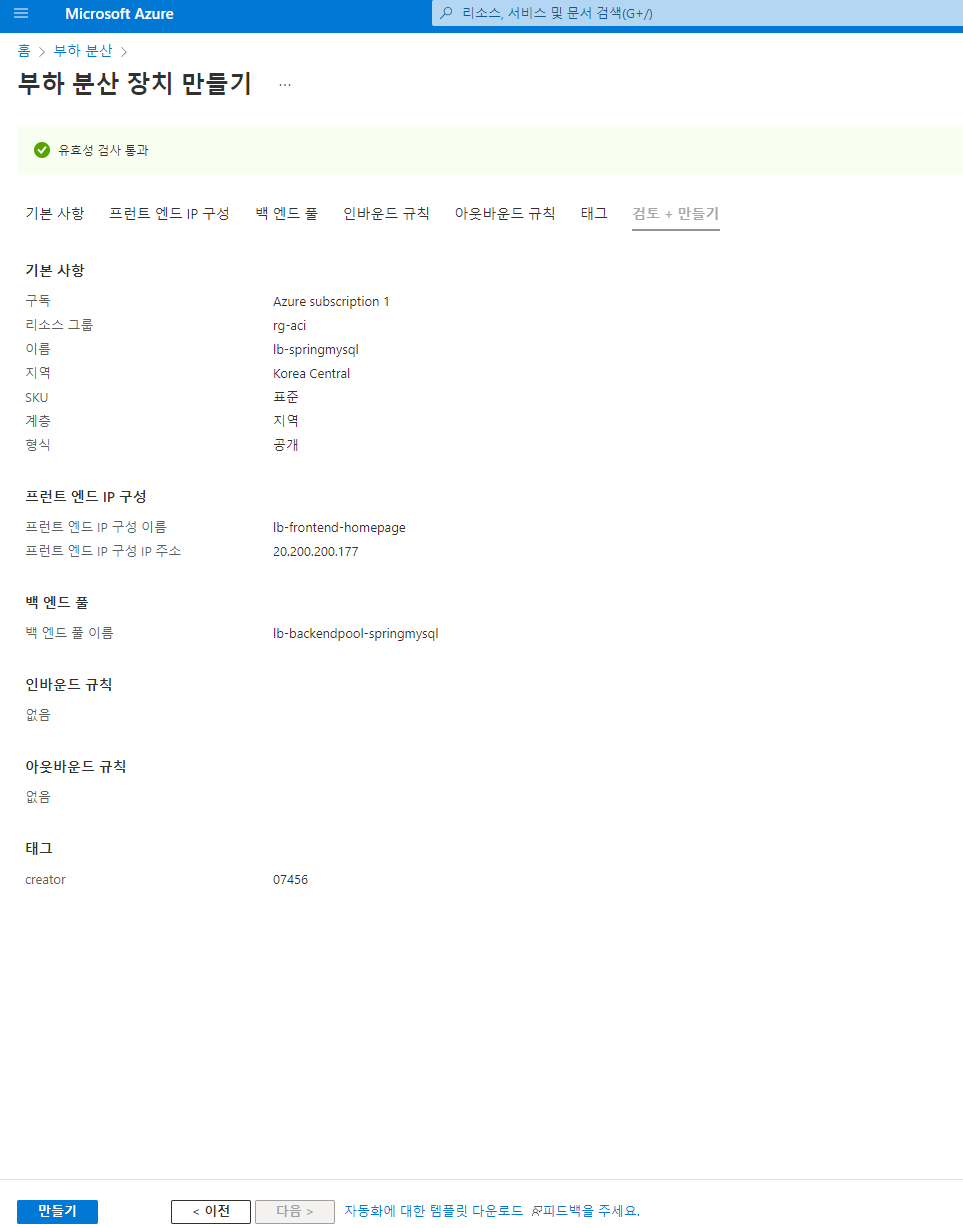 Microsoft Azure
리소스, 서비스 및 문서 검색(G+/)
홈 > 부하 분산 >
부하 분산 장치 만들기 ...
유효성 검사 통과
기본 사항 프런트 엔드 IP 구성 백 엔드 풀 인바운드 규칙 아웃바운드 규칙 태그 검토 + 만들기
기본 사항
구독 Azure subscription 1
리소스 그룹 rg-aci
이름 lb-springmysql
지역 Korea Central
SKU 표준
계층 지역
형식 공개
프런트 엔드 IP 구성
프런트 엔드 IP 구성 이름 lb-frontend-homepage
프런트 엔드 IP 구성 IP 주소 20.200.200.177
백 엔드 풀
백 엔드 풀 이름 lb-backendpool-springmysql
인바운드 규칙
없음
아웃바운드 규칙
없음
태그
creator 07456
만들기 < 이전 다음 > 자동화에 대한 템플릿 다운로드 피드백을 주세요.